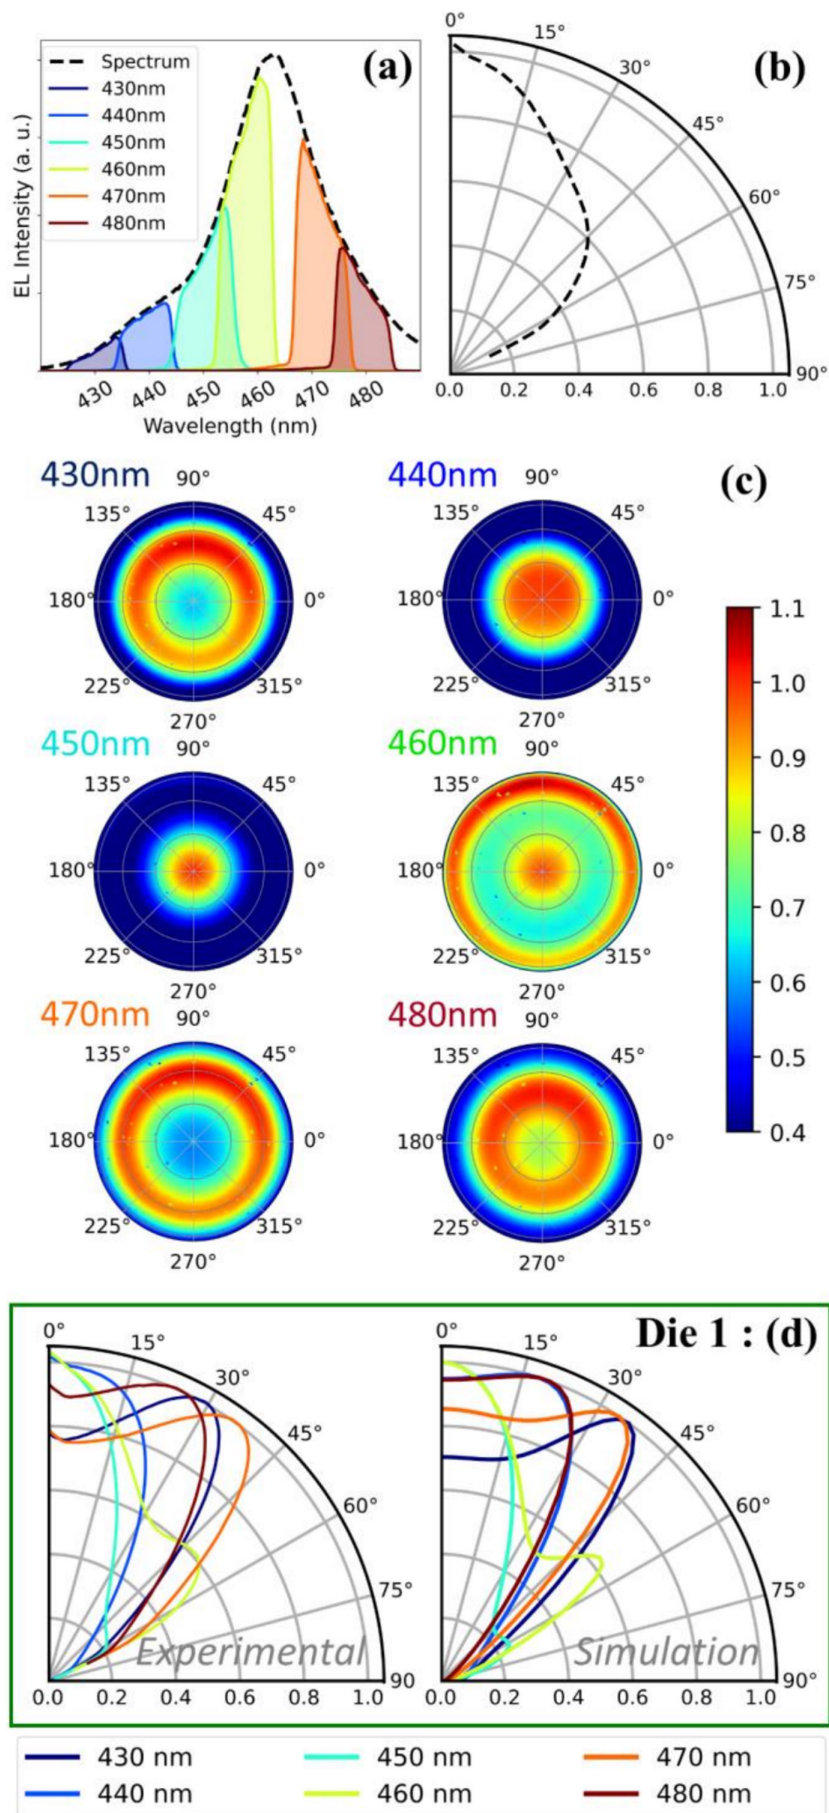 (a)
Spectrum
430nm
440nm
450nm
460nm
470nm
480nm
EL Intensity (a. u.)
430 440 450 460 470 480
Wavelength (nm)
(b)
0°
15°
30°
45°
60°
75°
90°
0.0 0.2 0.4 0.6 0.8 1.0
(c)
430nm
90°
135° 45°
180° 0°
225° 315°
270°
440nm
90°
135° 45°
180° 0°
225° 315°
270°
450nm
90°
135° 45°
180° 0°
225° 315°
270°
460nm
90°
135° 45°
180° 0°
225° 315°
270°
470nm
90°
135° 45°
180° 0°
225° 315°
270°
480nm
90°
135° 45°
180° 0°
225° 315°
270°
1.1
1.0
0.9
0.8
0.7
0.6
0.5
0.4
Die 1 : (d)
0°
15°
30°
45°
60°
75°
90
Experimental
0.0 0.2 0.4 0.6 0.8 1.0
0°
15°
30°
45°
60°
75°
90°
Simulation
0.0 0.2 0.4 0.6 0.8 1.0
430 nm 450 nm 470 nm
440 nm 460 nm 480 nm